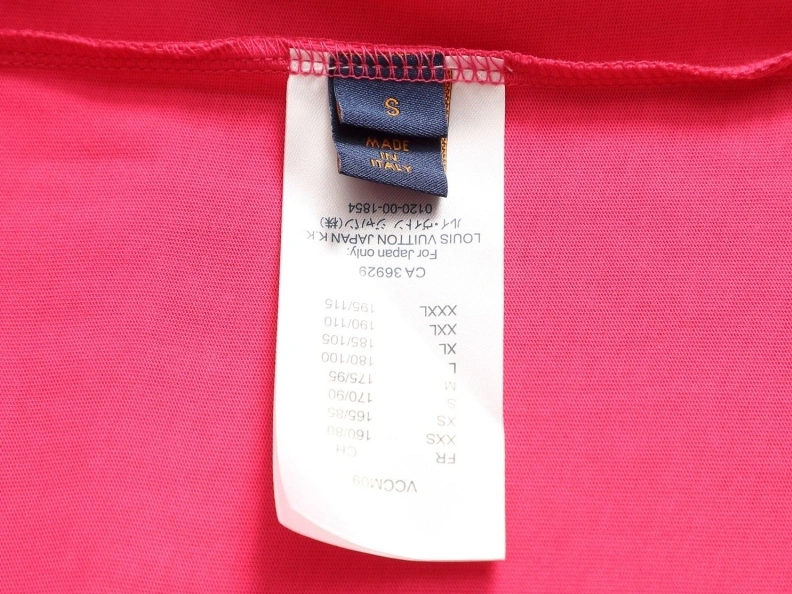 S
MADE
IN
ITALY
VCCM09
FR CH
XXS 160/80
XS 165/85
S 170/90
M 175/95
L 180/100
XL 185/105
XXL 190/110
XXXL 195/115
CA 36929
For Japan only:
LOUIS VUITTON JAPAN K.K.
ルイ・ヴィトン ジャパン(株)
0120-00-1854